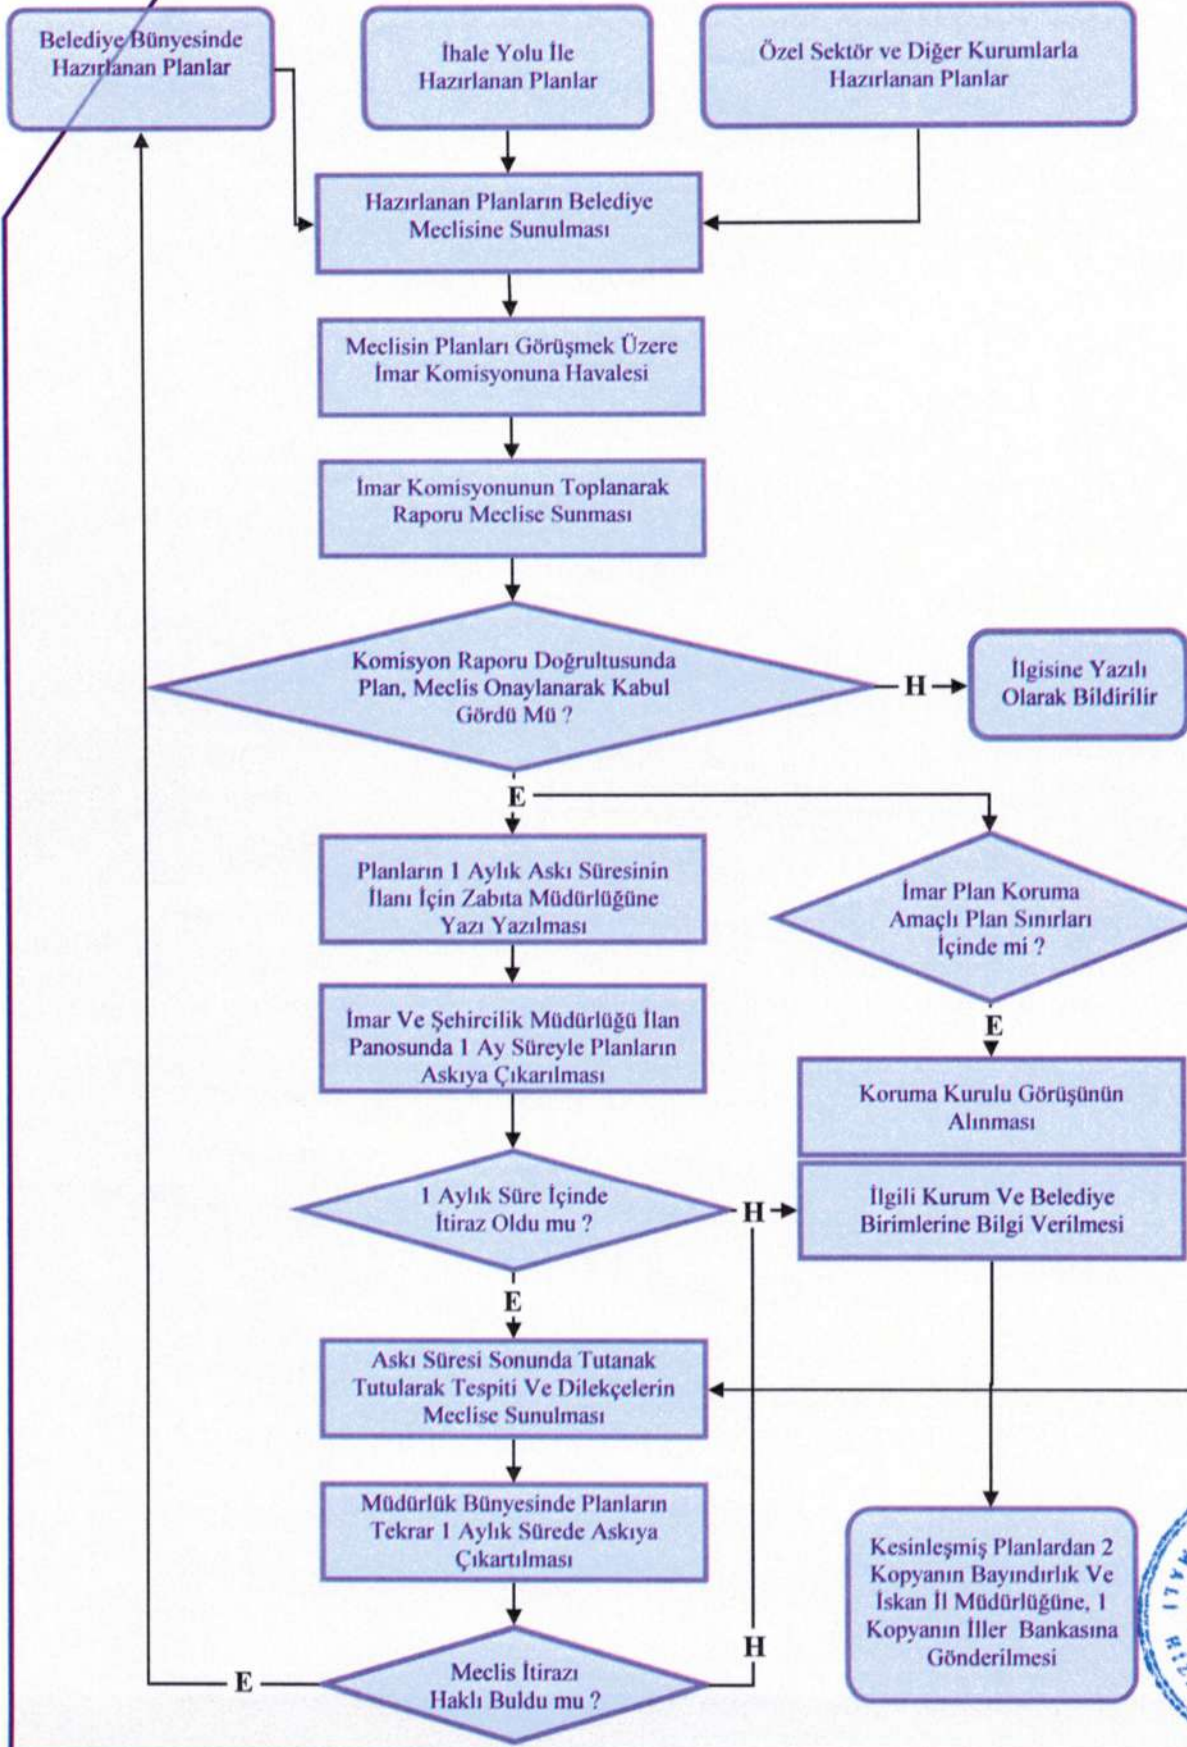 Belediye Bünyesinde
Hazırlanan Planlar
İhale Yolu İle
Hazırlanan Planlar
Özel Sektör ve Diğer Kurumlarla
Hazırlanan Planlar
Hazırlanan Planların Belediye
Meclisine Sunulması
Meclisin Planları Görüşmek Üzere
İmar Komisyonuna Havalesi
İmar Komisyonunun Toplanarak
Raporu Meclise Sunması
Komisyon Raporu Doğrultusunda
Plan, Meclis Onaylanarak Kabul
Gördü Mü ?
H
İlgisine Yazılı
Olarak Bildirilir
E
Planların 1 Aylık Askı Süresinin
İlanı İçin Zabıta Müdürlüğüne
Yazı Yazılması
İmar Plan Koruma
Amaçlı Plan Sınırları
İçinde mi ?
E
İmar Ve Şehircilik Müdürlüğü İlan
Panosunda 1 Ay Süreyle Planların
Askıya Çıkarılması
Koruma Kurulu Görüşünün
Alınması
1 Aylık Süre İçinde
İtiraz Oldu mu ?
H
İlgili Kurum Ve Belediye
Birimlerine Bilgi Verilmesi
E
Askı Süresi Sonunda Tutanak
Tutularak Tespiti Ve Dilekçelerin
Meclise Sunulması
Müdürlük Bünyesinde Planların
Tekrar 1 Aylık Sürede Askıya
Çıkartılması
Kesinleşmiş Planlardan 2
Kopyanın Bayındırlık Ve
İskan İl Müdürlüğüne, 1
Kopyanın İller Bankasına
Gönderilmesi
E
Meclis İtirazı
Haklı Buldu mu ?
H